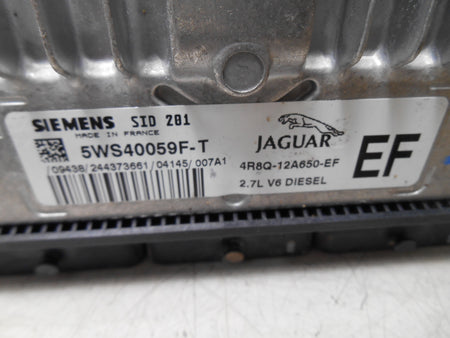 SIEMENS SID 201
MADE IN FRANCE
5WS40059F-T
09438/244373661/04145/007A1
JAGUAR
4R8Q-12A650-EF
2.7L V6 DIESEL
EF